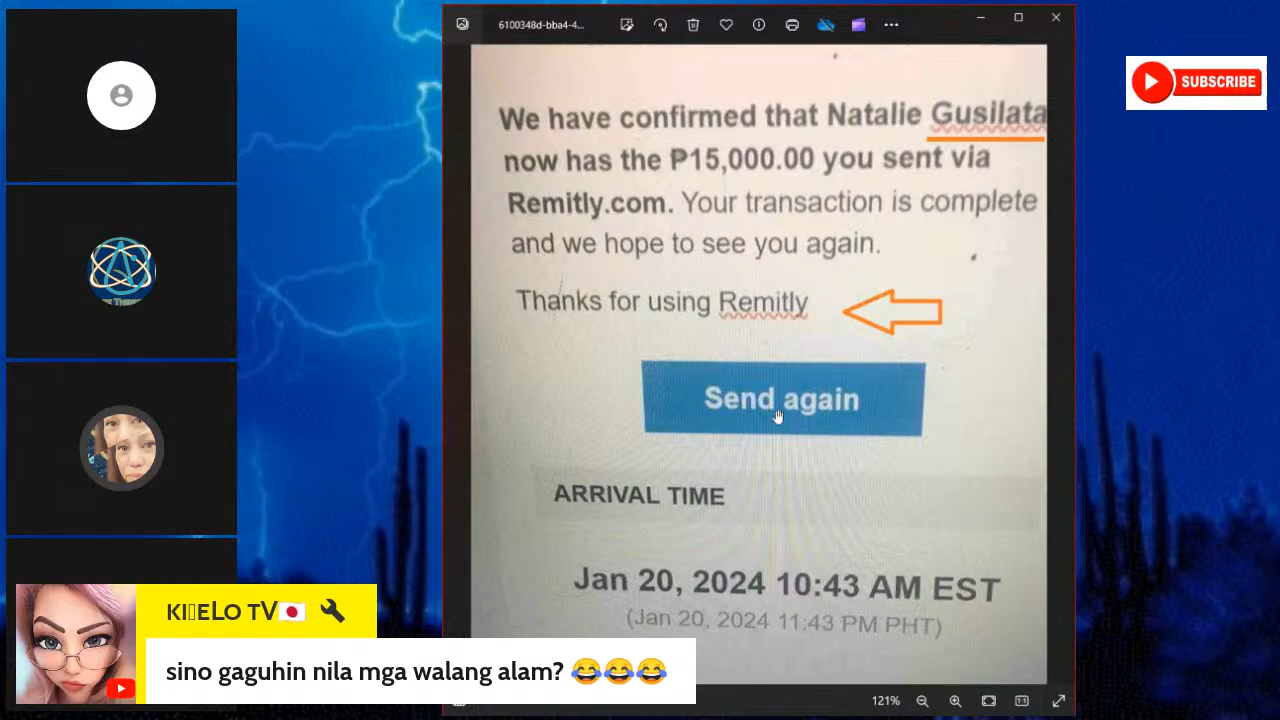 6100348d-bba4-4...
SUBSCRIBE
We have confirmed that Natalie Gusilata
now has the ₱15,000.00 you sent via
Remitly.com. Your transaction is complete
and we hope to see you again.
Thanks for using Remitly
Send again
ARRIVAL TIME
Jan 20, 2024 10:43 AM EST
(Jan 20, 2024 11:43 PM PHT)
TV🇯🇵 🔧
sino gaguhin nila mga walang alam? 😂😂😂
121%